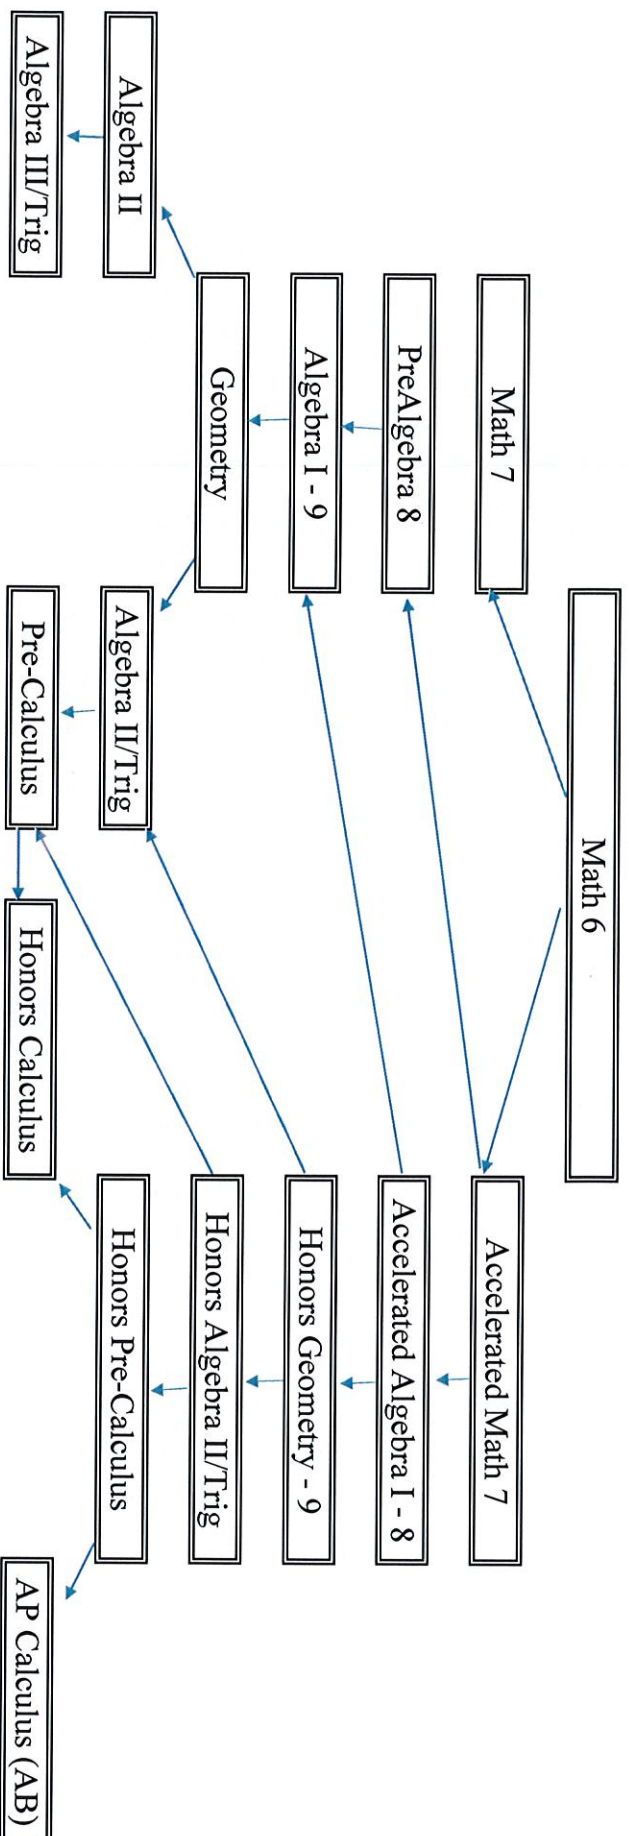 Math 6
Math 7
Accelerated Math 7
PreAlgebra 8
Accelerated Algebra I - 8
Algebra I - 9
Honors Geometry - 9
Geometry
Honors Algebra II/Trig
Algebra II
Algebra II/Trig
Honors Pre-Calculus
Algebra III/Trig
Pre-Calculus
Honors Calculus
AP Calculus (AB)